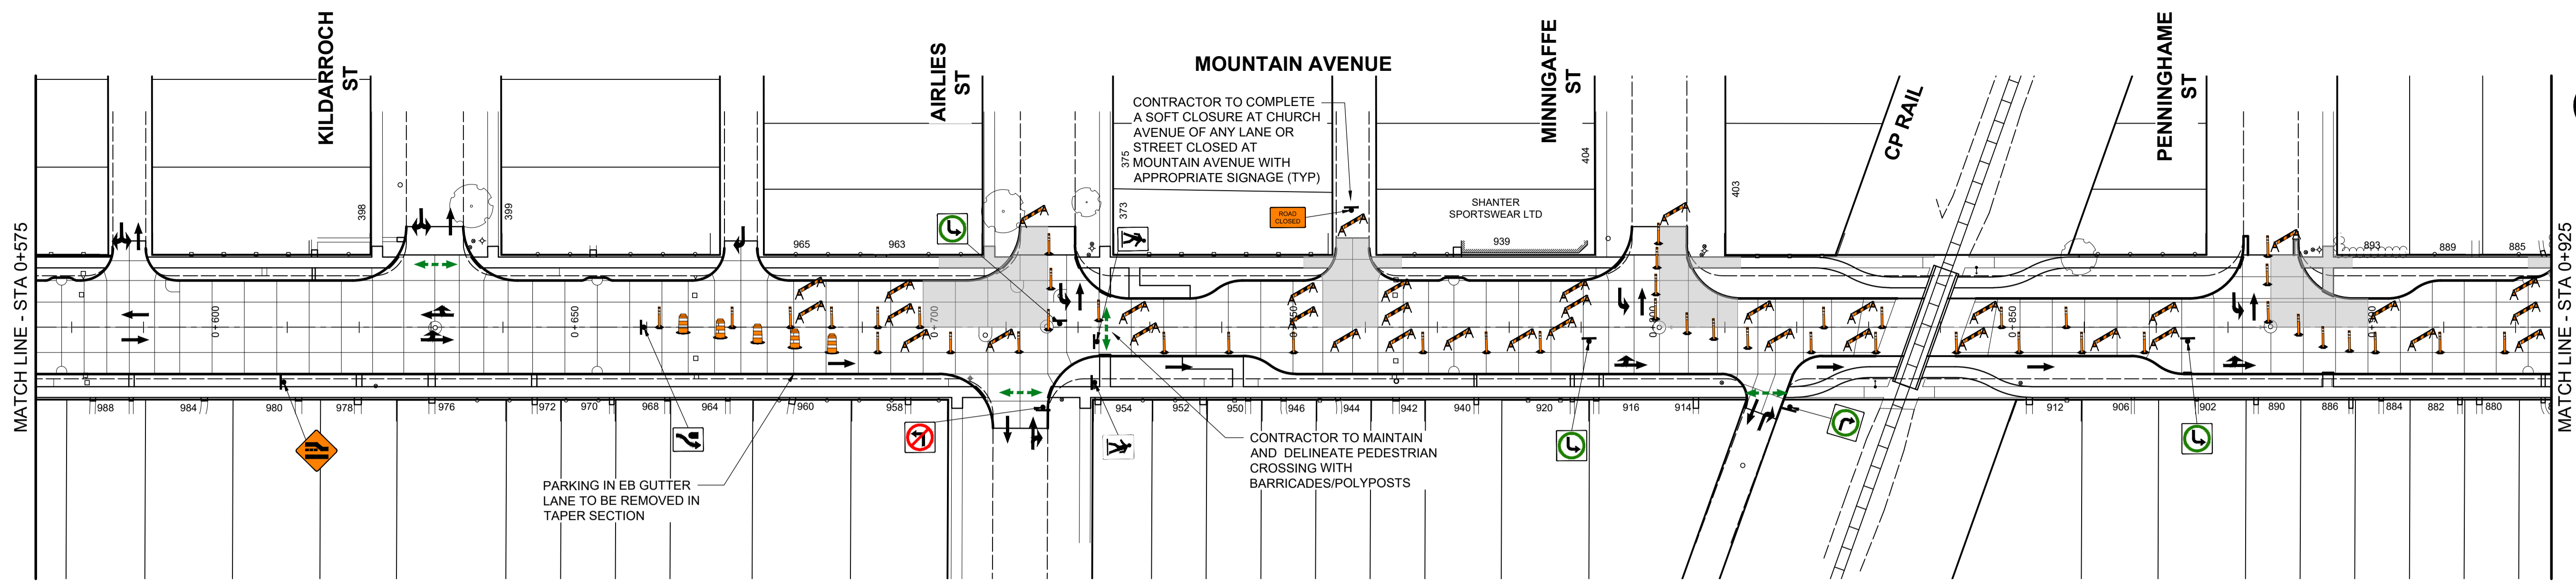 MOUNTAIN AVENUE
KILDARROCH
ST
AIRLIES
ST
MINNIGAFFE
ST
CP RAIL
PENNINGHAME
ST
MATCH LINE - STA 0+575
MATCH LINE - STA 0+925
CONTRACTOR TO COMPLETE
A SOFT CLOSURE AT CHURCH
AVENUE OF ANY LANE OR
STREET CLOSED AT
MOUNTAIN AVENUE WITH
APPROPRIATE SIGNAGE (TYP)
ROAD
CLOSED
SHANTER
SPORTSWEAR LTD
398
399
375
373
404
403
965
963
939
893
889
885
0+600
0+650
0+700
0+850
988
984
980
978
976
972
970
968
964
960
958
954
952
950
946
944
942
940
920
916
914
912
906
902
890
886
884
882
880
PARKING IN EB GUTTER
LANE TO BE REMOVED IN
TAPER SECTION
CONTRACTOR TO MAINTAIN
AND DELINEATE PEDESTRIAN
CROSSING WITH
BARRICADES/POLYPOSTS